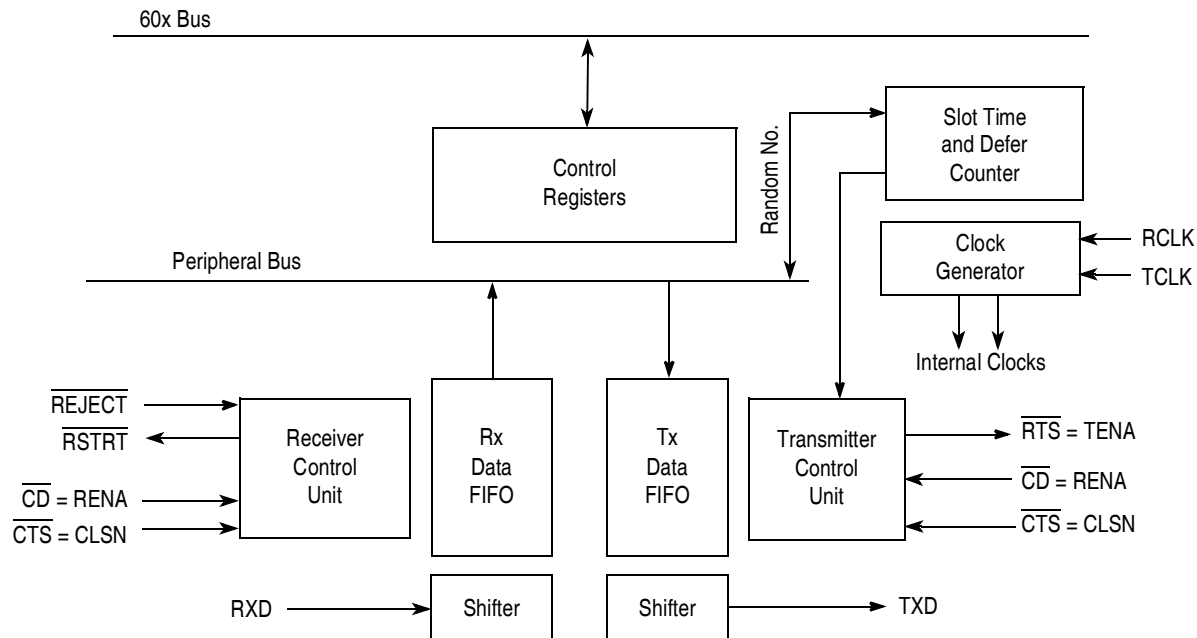 60x Bus
Slot Time
and Defer
Counter
Random No.
Control
Registers
Clock
Generator
RCLK
TCLK
Peripheral Bus
Internal Clocks
REJECT
RSTRT
CD = RENA
CTS = CLSN
Receiver
Control
Unit
Rx
Data
FIFO
Tx
Data
FIFO
Transmitter
Control
Unit
RTS = TENA
CD = RENA
CTS = CLSN
RXD
Shifter
Shifter
TXD